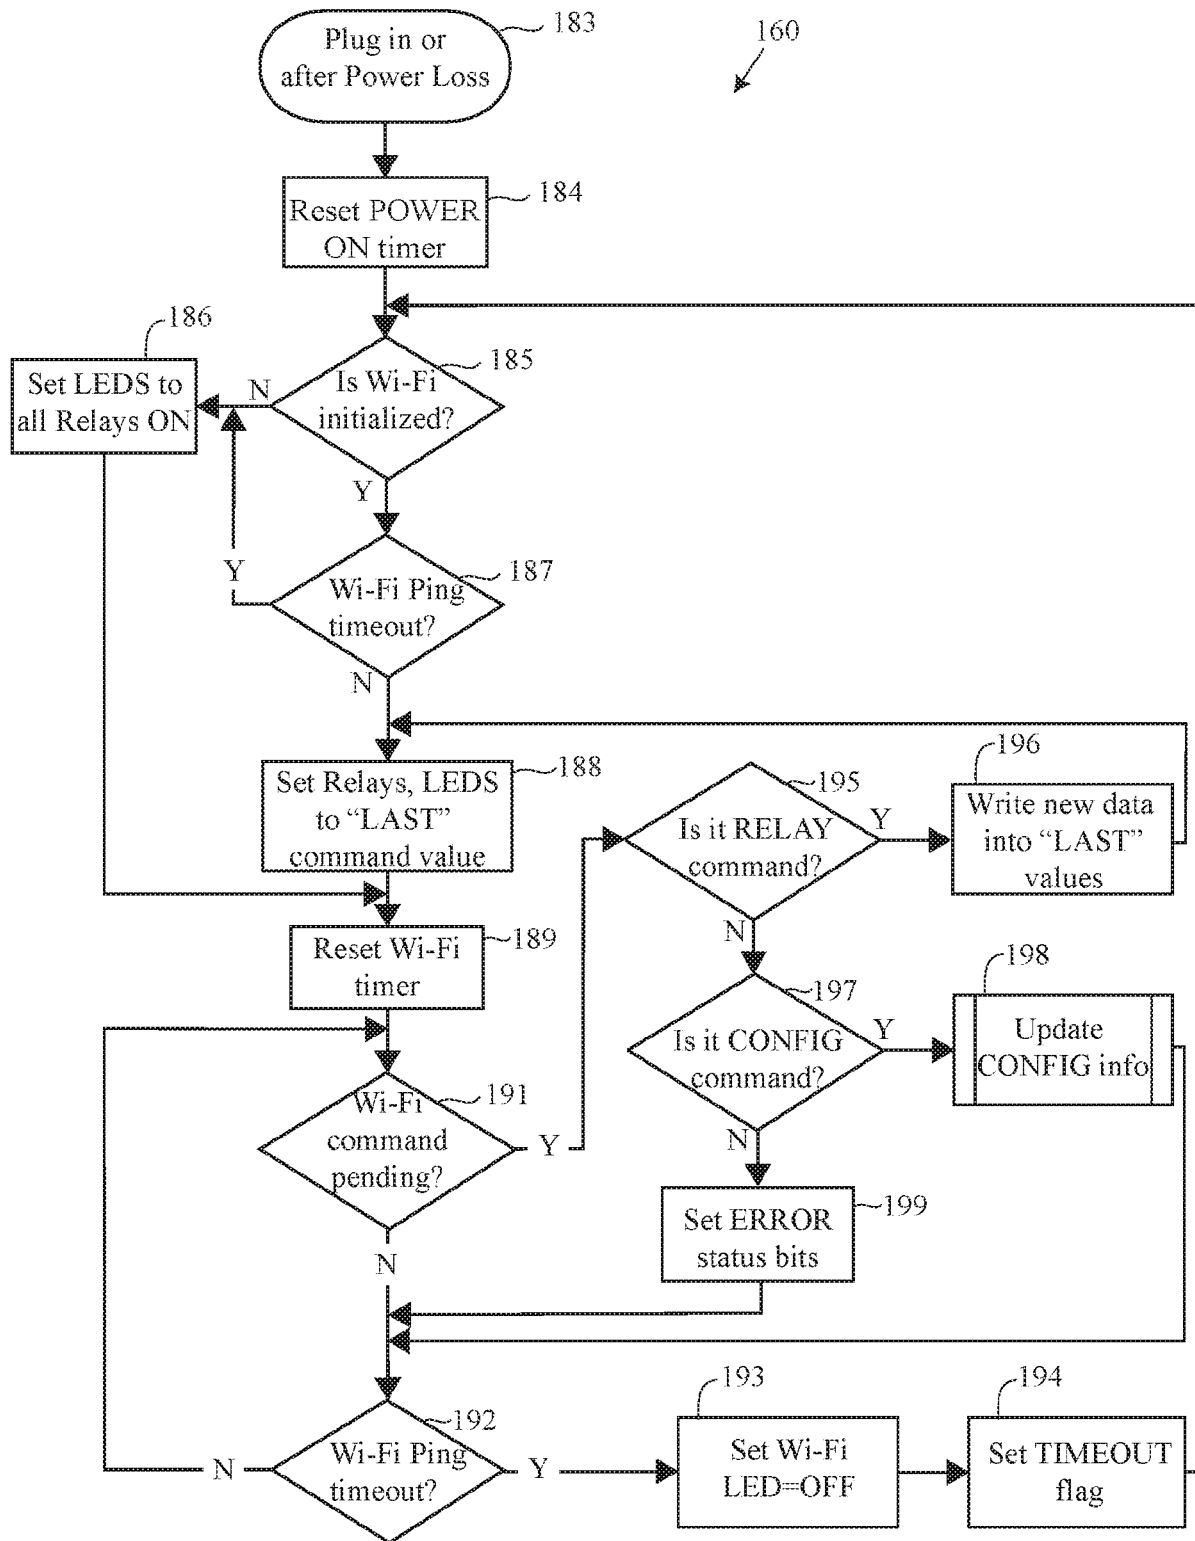 Plug in or
after Power Loss
183
160
Reset POWER
ON timer
184
186
Set LEDS to
all Relays ON
N
Is Wi-Fi
initialized?
185
Y
Y
Wi-Fi Ping
timeout?
187
N
Set Relays, LEDS
to “LAST”
command value
188
Is it RELAY
command?
195
Y
196
Write new data
into “LAST”
values
N
Reset Wi-Fi
timer
189
Is it CONFIG
command?
197
Y
198
Update
CONFIG info
N
Wi-Fi
command
pending?
191
Y
N
Set ERROR
status bits
199
Wi-Fi Ping
timeout?
192
N
Y
193
Set Wi-Fi
LED=OFF
194
Set TIMEOUT
flag